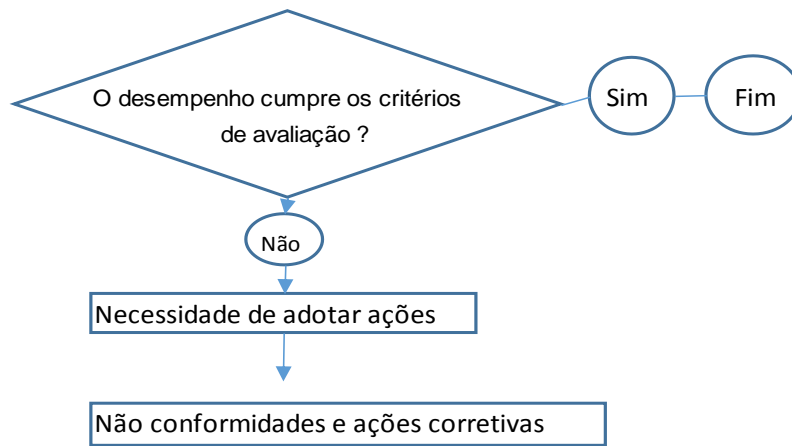 O desempenho cumpre os critérios
de avaliação ?
Sim
Fim
Não
Necessidade de adotar ações
Não conformidades e ações corretivas